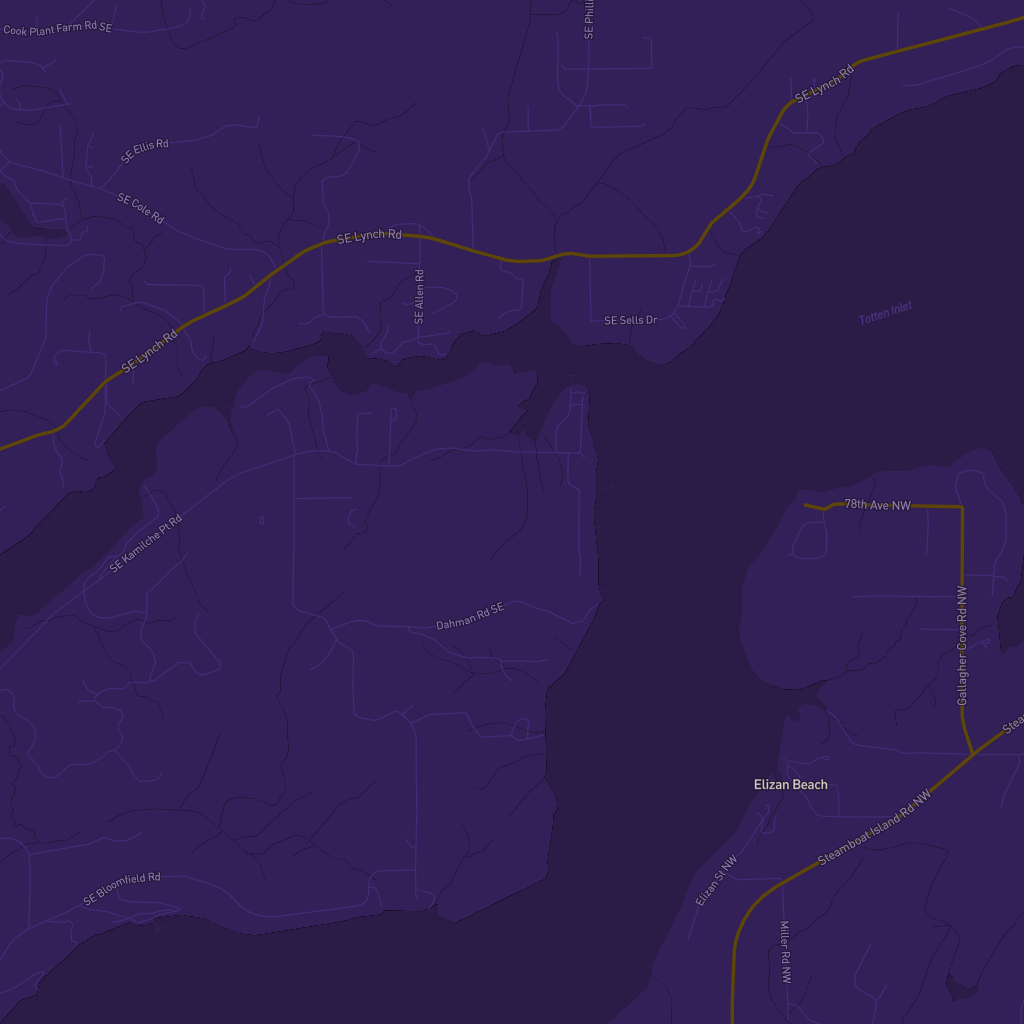 Cook Plant Farm Rd SE
SE Philli
SE Lynch Rd
SE Ellis Rd
SE Cole Rd
SE Lynch Rd
SE Allen Rd
SE Sells Dr
Totten Inlet
SE Lynch Rd
78th Ave NW
SE Kamilche Pt Rd
Dahman Rd SE
Gallagher Cove Rd NW
Steam
Elizan Beach
Steamboat Island Rd NW
Elizan St NW
SE Bloomfield Rd
Miller Rd NW